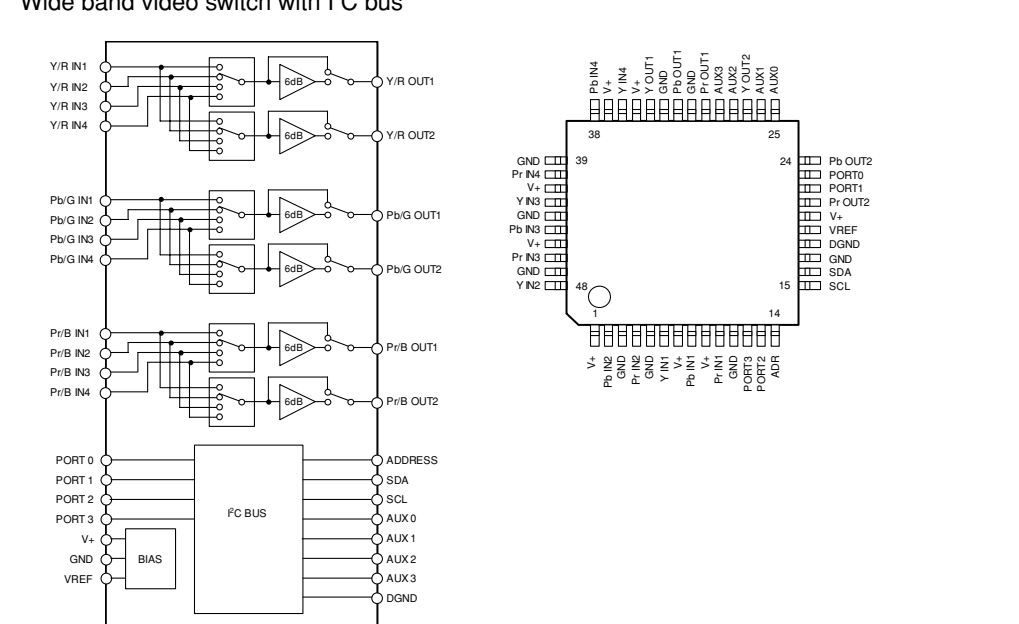 Wide band video switch with I²C bus
Y/R IN1
Y/R IN2
Y/R IN3
Y/R IN4
6dB
Y/R OUT1
6dB
Y/R OUT2
Pb/G IN1
Pb/G IN2
Pb/G IN3
Pb/G IN4
6dB
Pb/G OUT1
6dB
Pb/G OUT2
Pr/B IN1
Pr/B IN2
Pr/B IN3
Pr/B IN4
6dB
Pr/B OUT1
6dB
Pr/B OUT2
PORT 0
PORT 1
PORT 2
PORT 3
V+
GND
VREF
BIAS
I²C BUS
ADDRESS
SDA
SCL
AUX 0
AUX 1
AUX 2
AUX 3
DGND
Pb IN4
V+
Y IN4
V+
Y OUT1
GND
Pb OUT1
GND
Pr OUT1
AUX3
AUX2
Y OUT2
AUX1
AUX0
38
25
39
24
GND
Pr IN4
V+
Y IN3
GND
Pb IN3
V+
Pr IN3
GND
Y IN2
Pb OUT2
PORT0
PORT1
Pr OUT2
V+
VREF
DGND
GND
SDA
SCL
48
15
1
14
V+
Pb IN2
GND
Pr IN2
GND
Y IN1
V+
Pb IN1
V+
Pr IN1
GND
PORT3
PORT2
ADR